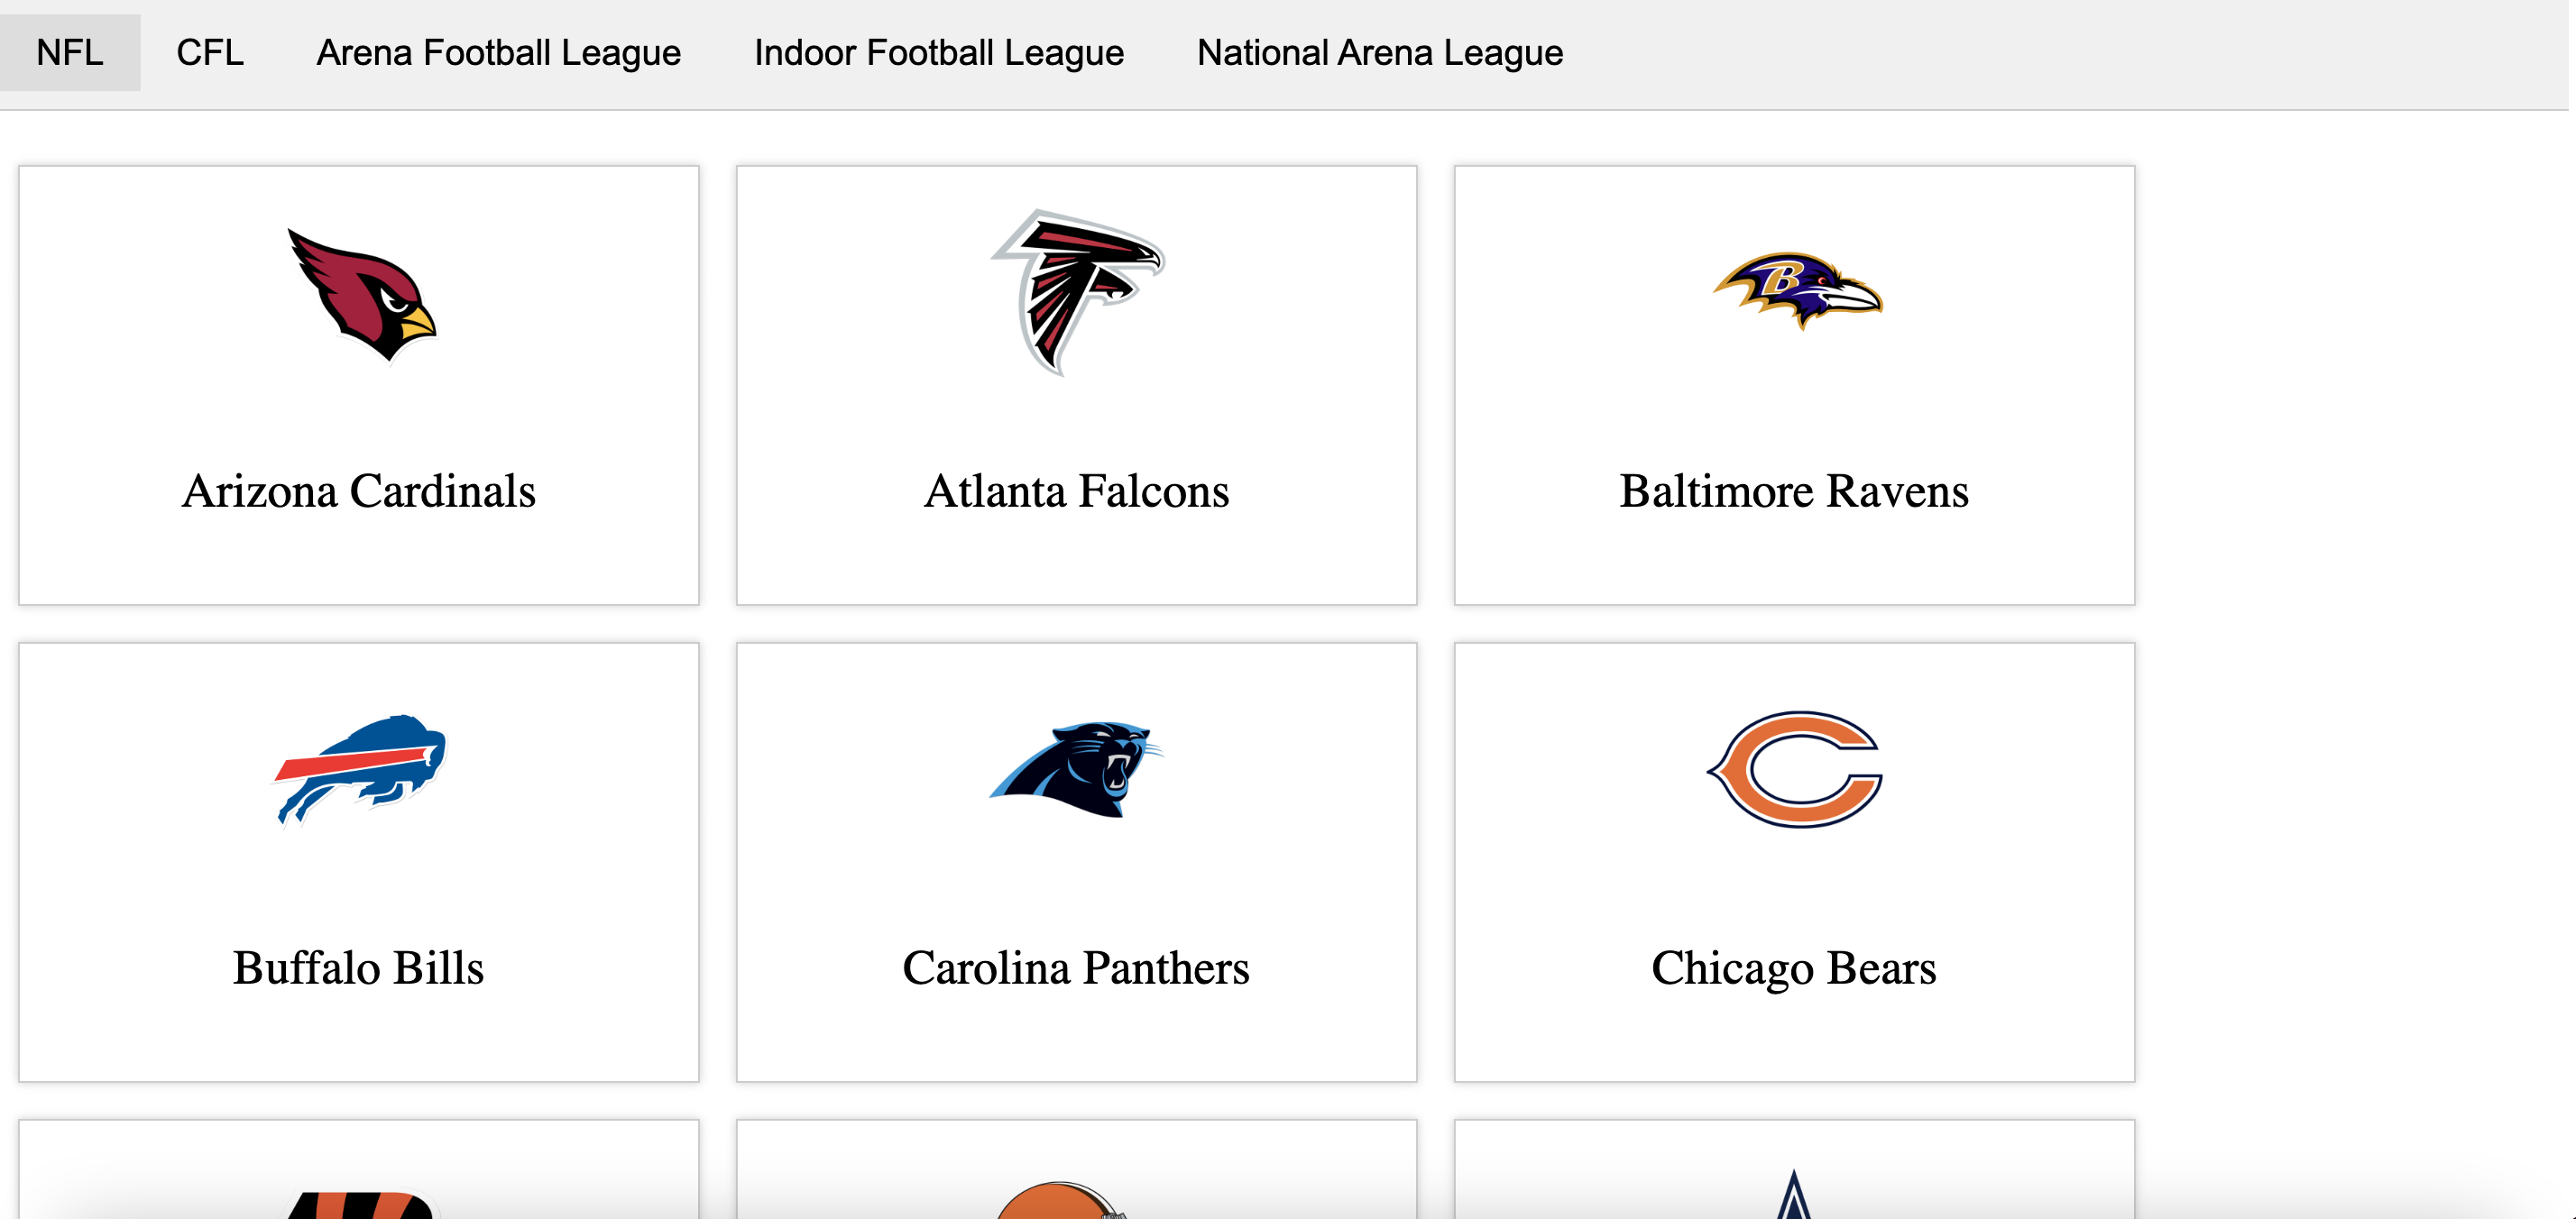 NFL CFL Arena Football League Indoor Football League National Arena League
B
Arizona Cardinals Atlanta Falcons Baltimore Ravens
C
Buffalo Bills Carolina Panthers Chicago Bears